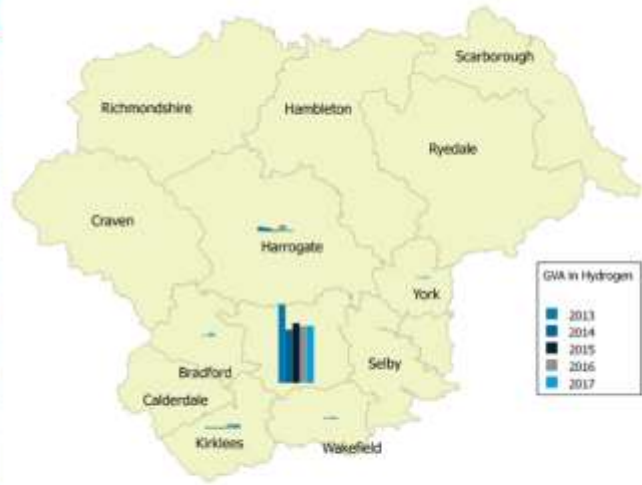 Scarborough
Richmondshire
Hambleton
Ryedale
Craven
Harrogate
York
GVA in Hydrogen
2013
2014
2015
2016
2017
Selby
Bradford
Calderdale
Kirklees
Wakefield